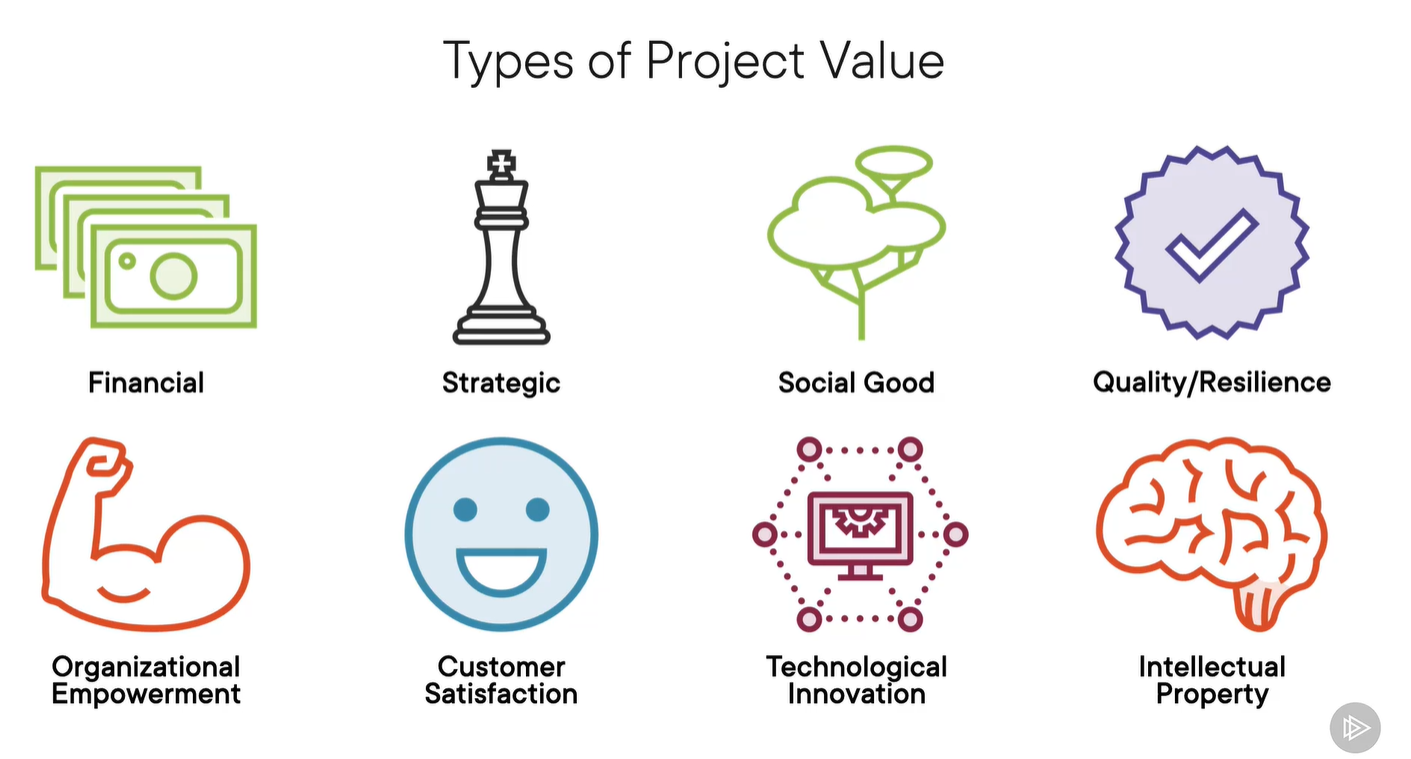 Types of Project Value
Financial
Strategic
Social Good
Quality/Resilience
Organizational
Empowerment
Customer
Satisfaction
Technological
Innovation
Intellectual
Property